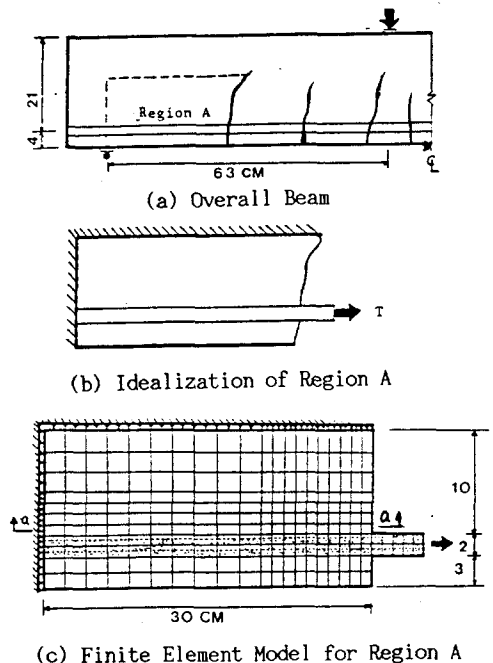 21
4
Region A
63 CM
℄
(a) Overall Beam
T
(b) Idealization of Region A
a
a
10
2
3
30 CM
(c) Finite Element Model for Region A